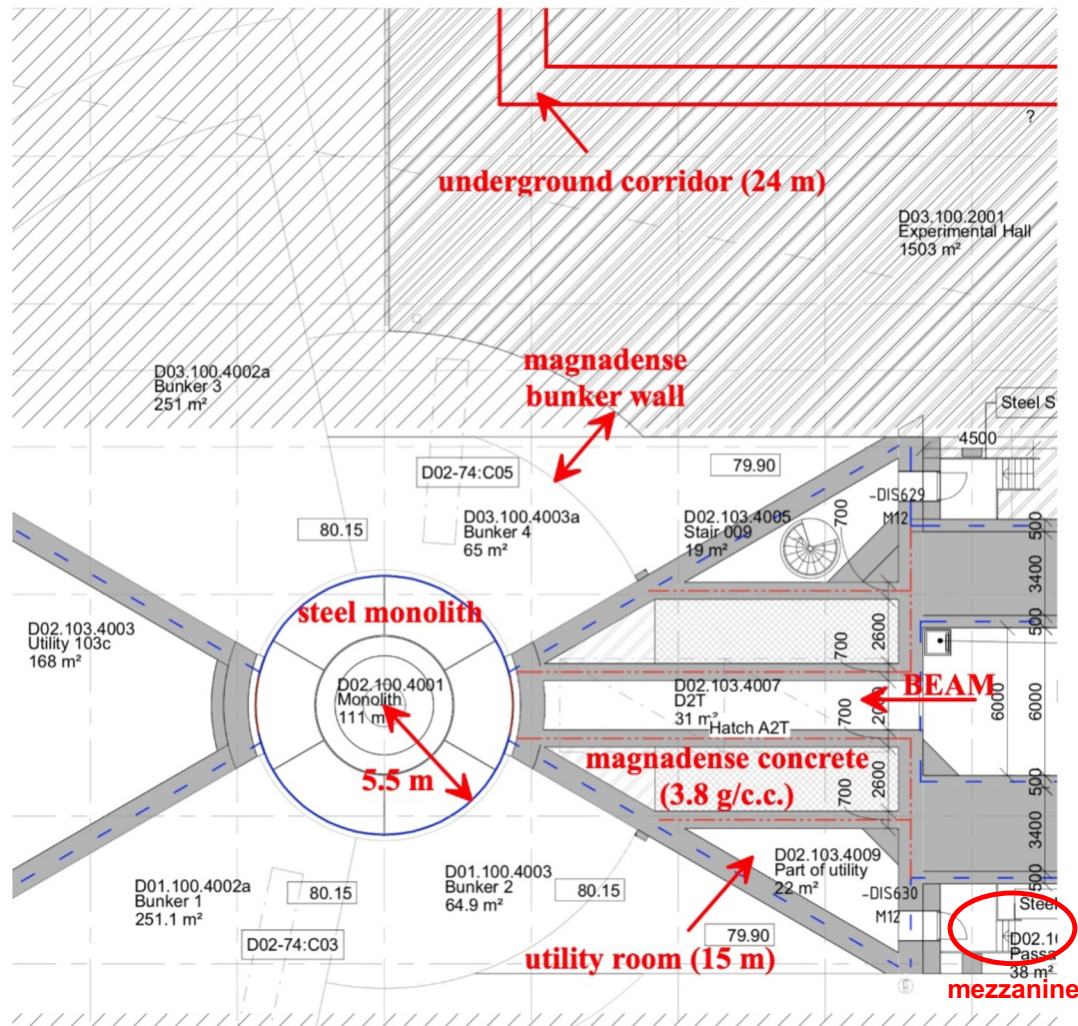 ?
underground corridor (24 m)
D03.100.2001
Experimental Hall
1503 m²
magnadense
bunker wall
D03.100.4002a
Bunker 3
251 m²
Steel S
4500
D02-74:C05
79.90
-DIS629
M12
700
D03.100.4003a
Bunker 4
65 m²
D02.103.4005
Stair 009
19 m²
80.15
500
3400
500
steel monolith
D02.103.4003
Utility 103c
168 m²
2600
700
D02.100.4001
Monolith
111 m
D02.103.4007
D2T
31 m²
Hatch A2T
BEAM
700
2000
6000
6000
5.5 m
magnadense concrete
(3.8 g/c.c.)
700
2600
500
3400
500
D02.103.4009
Part of utility
22 m²
D01.100.4002a
Bunker 1
251.1 m²
80.15
D01.100.4003
Bunker 2
64.9 m²
80.15
-DIS630
M12
Steel
D02-74:C03
79.90
D02.10
Passa
38 m²
utility room (15 m)
mezzanine